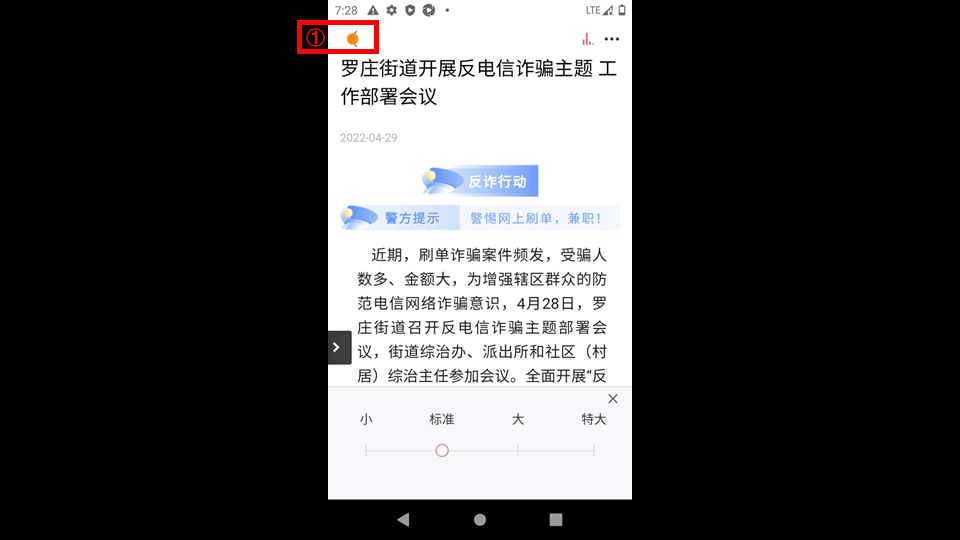 7:28
LTE
①
罗庄街道开展反电信诈骗主题 工
作部署会议
2022-04-29
反诈行动
警方提示 警惕网上刷单，兼职！
近期，刷单诈骗案件频发，受骗人
数多、金额大，为增强辖区群众的防
范电信网络诈骗意识，4月28日，罗
庄街道召开反电信诈骗主题部署会
议，街道综治办、派出所和社区（村
居）综治主任参加会议。全面开展“反
小 标准 大 特大